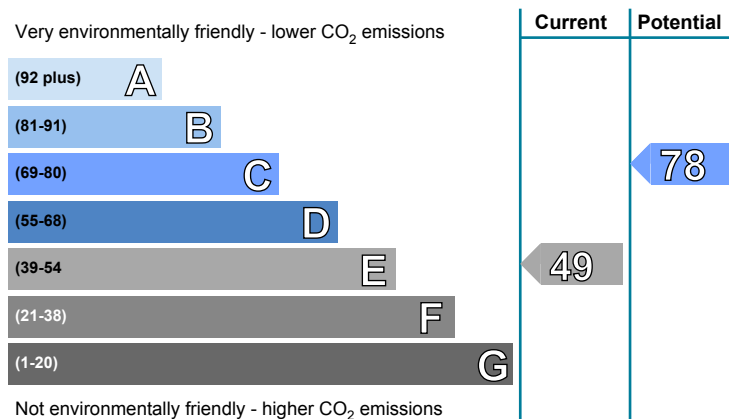 Current Potential
Very environmentally friendly - lower CO2 emissions
(92 plus) A
(81-91) B
(69-80) C
78
(55-68) D
(39-54 E
49
(21-38) F
(1-20) G
Not environmentally friendly - higher CO2 emissions